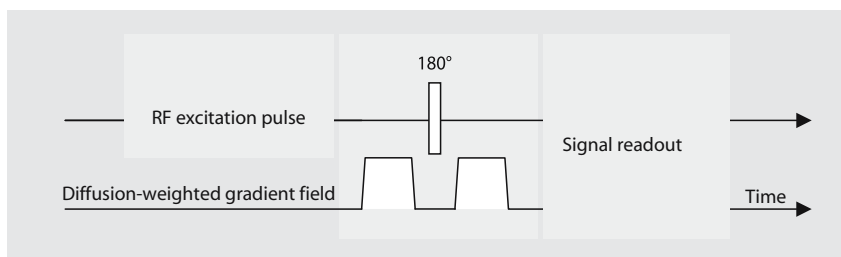 180°
RF excitation pulse
Signal readout
Diffusion-weighted gradient field
Time